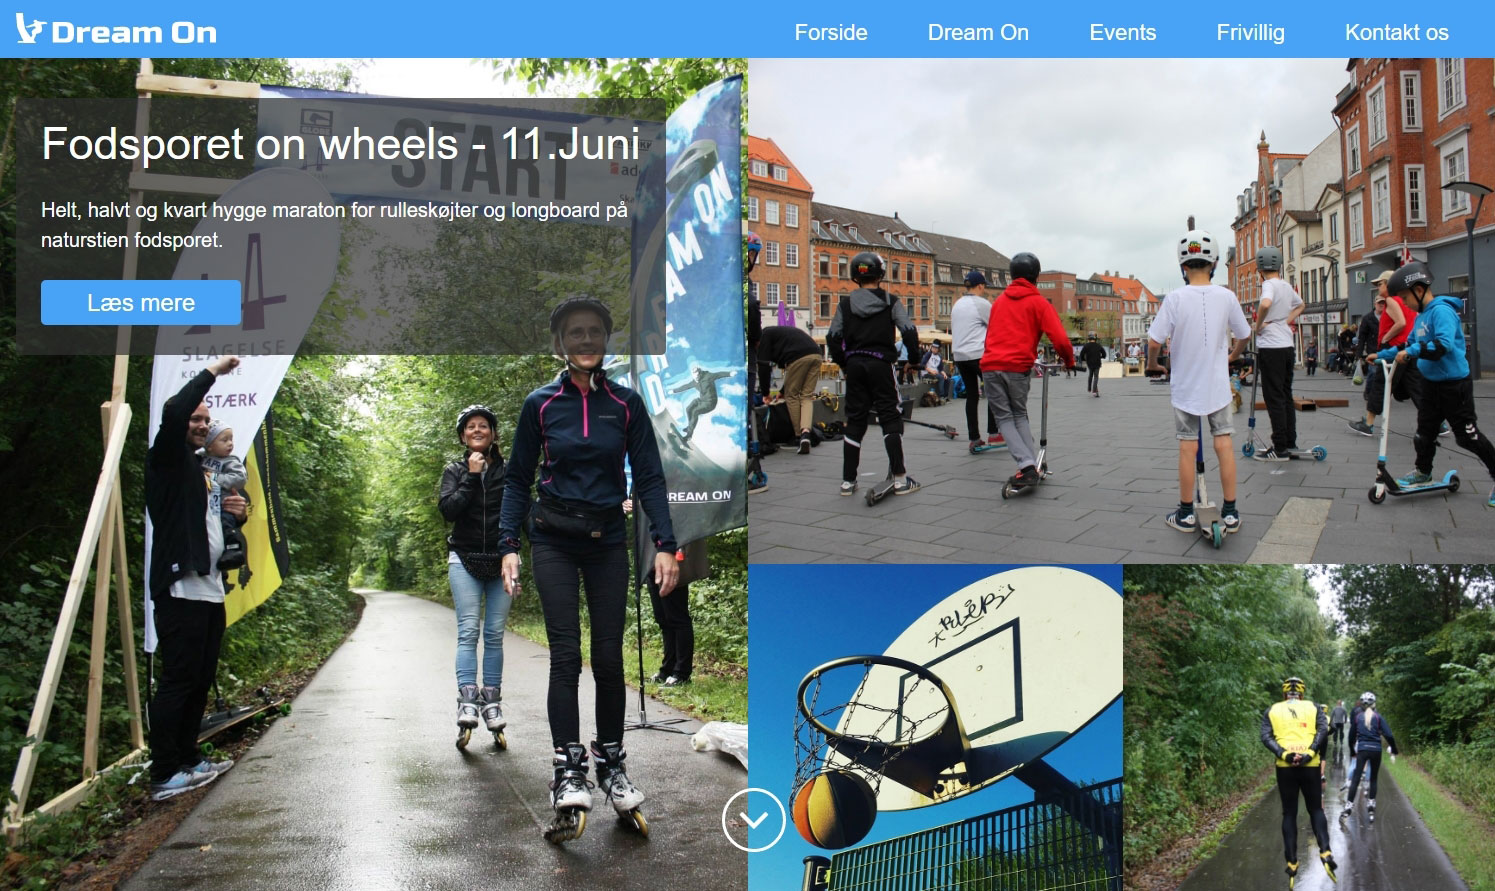 Dream On
Forside
Dream On
Events
Frivillig
Kontakt os
Fodsporet on wheels - 11.Juni
Helt, halvt og kvart hygge maraton for rulleskøjter og longboard på
naturstien fodsporet.
Læs mere
START
GLOBE
SLAGELSE
STÆRK
DREAM ON
DREAM ON